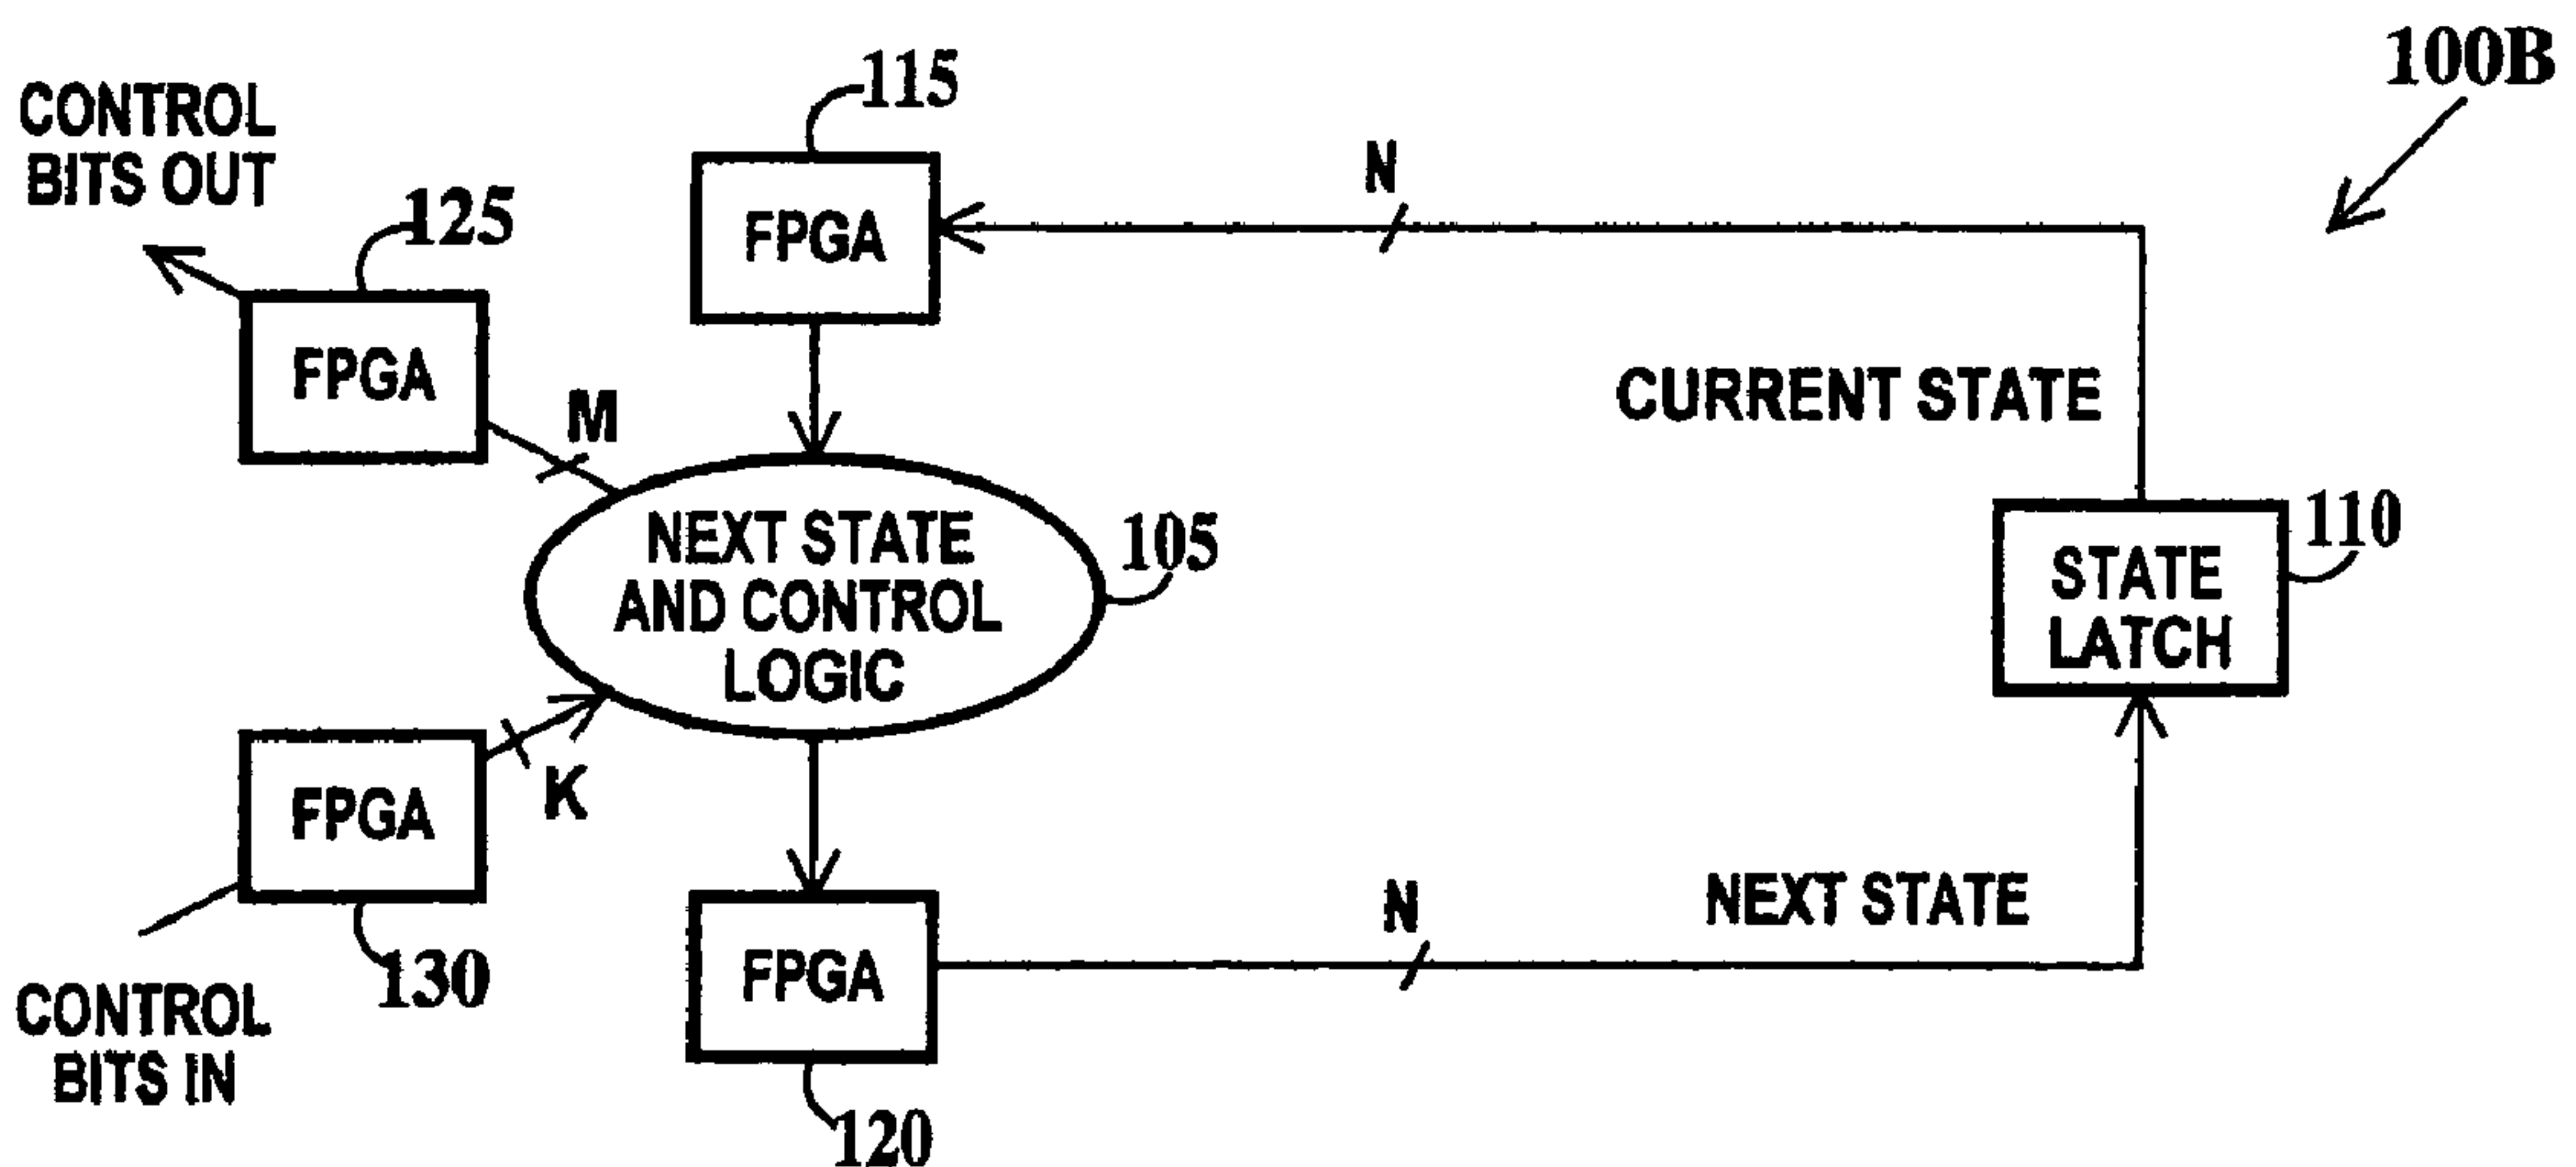 100B
115
CONTROL
BITS OUT
N
125
FPGA
FPGA
M
CURRENT STATE
NEXT STATE
AND CONTROL
LOGIC
105
110
STATE
LATCH
K
FPGA
130
N
NEXT STATE
FPGA
CONTROL
BITS IN
120